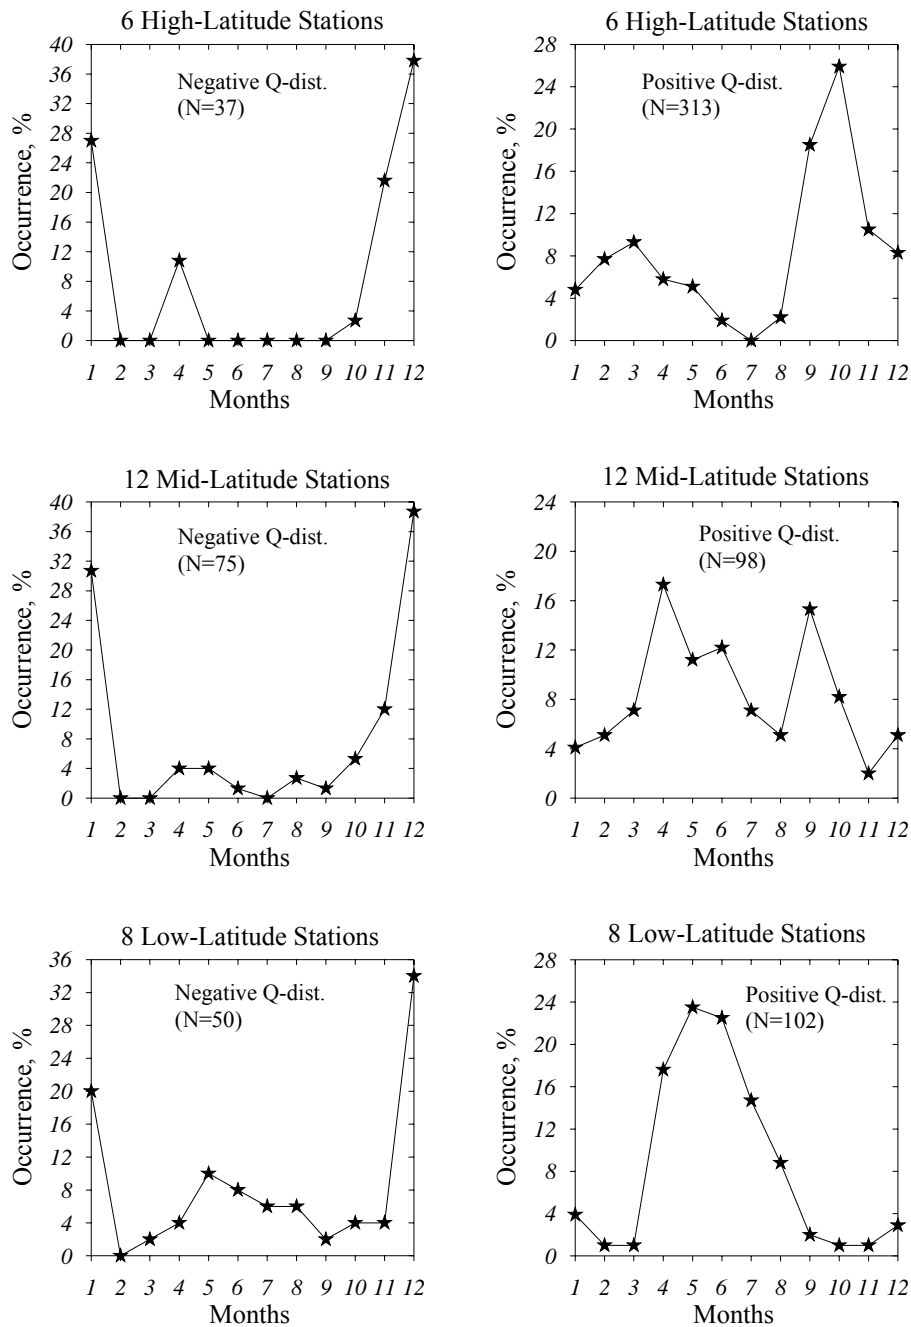 6 High-Latitude Stations
40
36
32
28
24
20
16
12
8
4
0
Occurrence, %
Negative Q-dist.
(N=37)
1 2 3 4 5 6 7 8 9 10 11 12
Months
6 High-Latitude Stations
28
24
20
16
12
8
4
0
Occurrence, %
Positive Q-dist.
(N=313)
1 2 3 4 5 6 7 8 9 10 11 12
Months
12 Mid-Latitude Stations
40
36
32
28
24
20
16
12
8
4
0
Occurrence, %
Negative Q-dist.
(N=75)
1 2 3 4 5 6 7 8 9 10 11 12
Months
12 Mid-Latitude Stations
24
20
16
12
8
4
0
Occurrence, %
Positive Q-dist.
(N=98)
1 2 3 4 5 6 7 8 9 10 11 12
Months
8 Low-Latitude Stations
36
32
28
24
20
16
12
8
4
0
Occurrence, %
Negative Q-dist.
(N=50)
1 2 3 4 5 6 7 8 9 10 11 12
Months
8 Low-Latitude Stations
28
24
20
16
12
8
4
0
Occurrence, %
Positive Q-dist.
(N=102)
1 2 3 4 5 6 7 8 9 10 11 12
Months